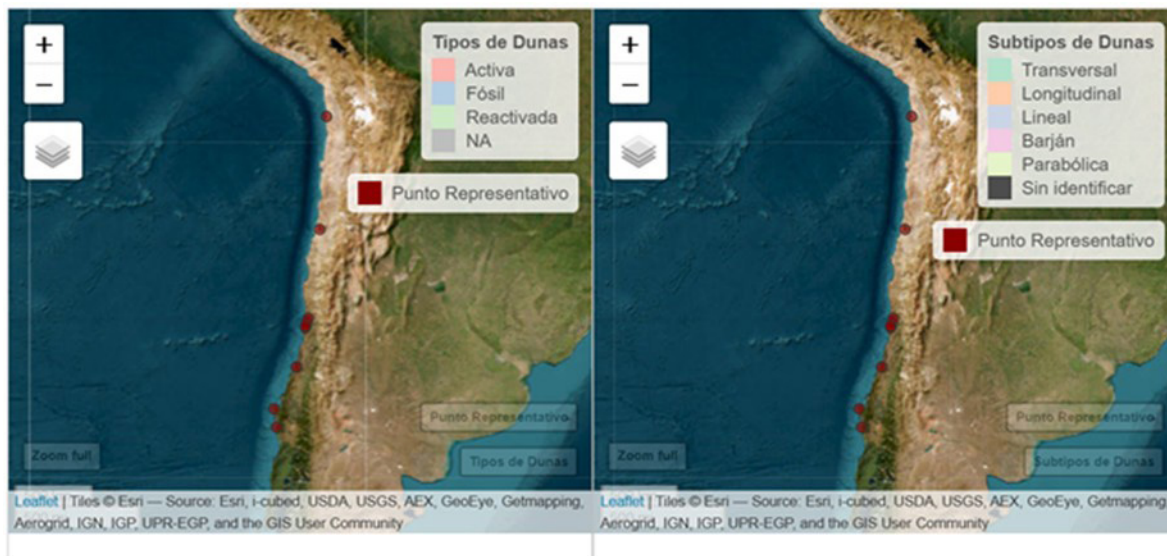 +
−
Tipos de Dunas
Activa
Fósil
Reactivada
NA
Punto Representativo
Punto Representativo
Zoom full
Tipos de Dunas
Leaflet | Tiles © Esri — Source: Esri, i-cubed, USDA, USGS, AEX, GeoEye, Getmapping,
Aerogrid, IGN, IGP, UPR-EGP, and the GIS User Community
+
−
Subtipos de Dunas
Transversal
Longitudinal
Lineal
Barján
Parabólica
Sin identificar
Punto Representativo
Punto Representativo
Zoom full
Subtipos de Dunas
Leaflet | Tiles © Esri — Source: Esri, i-cubed, USDA, USGS, AEX, GeoEye, Getmapping,
Aerogrid, IGN, IGP, UPR-EGP, and the GIS User Community